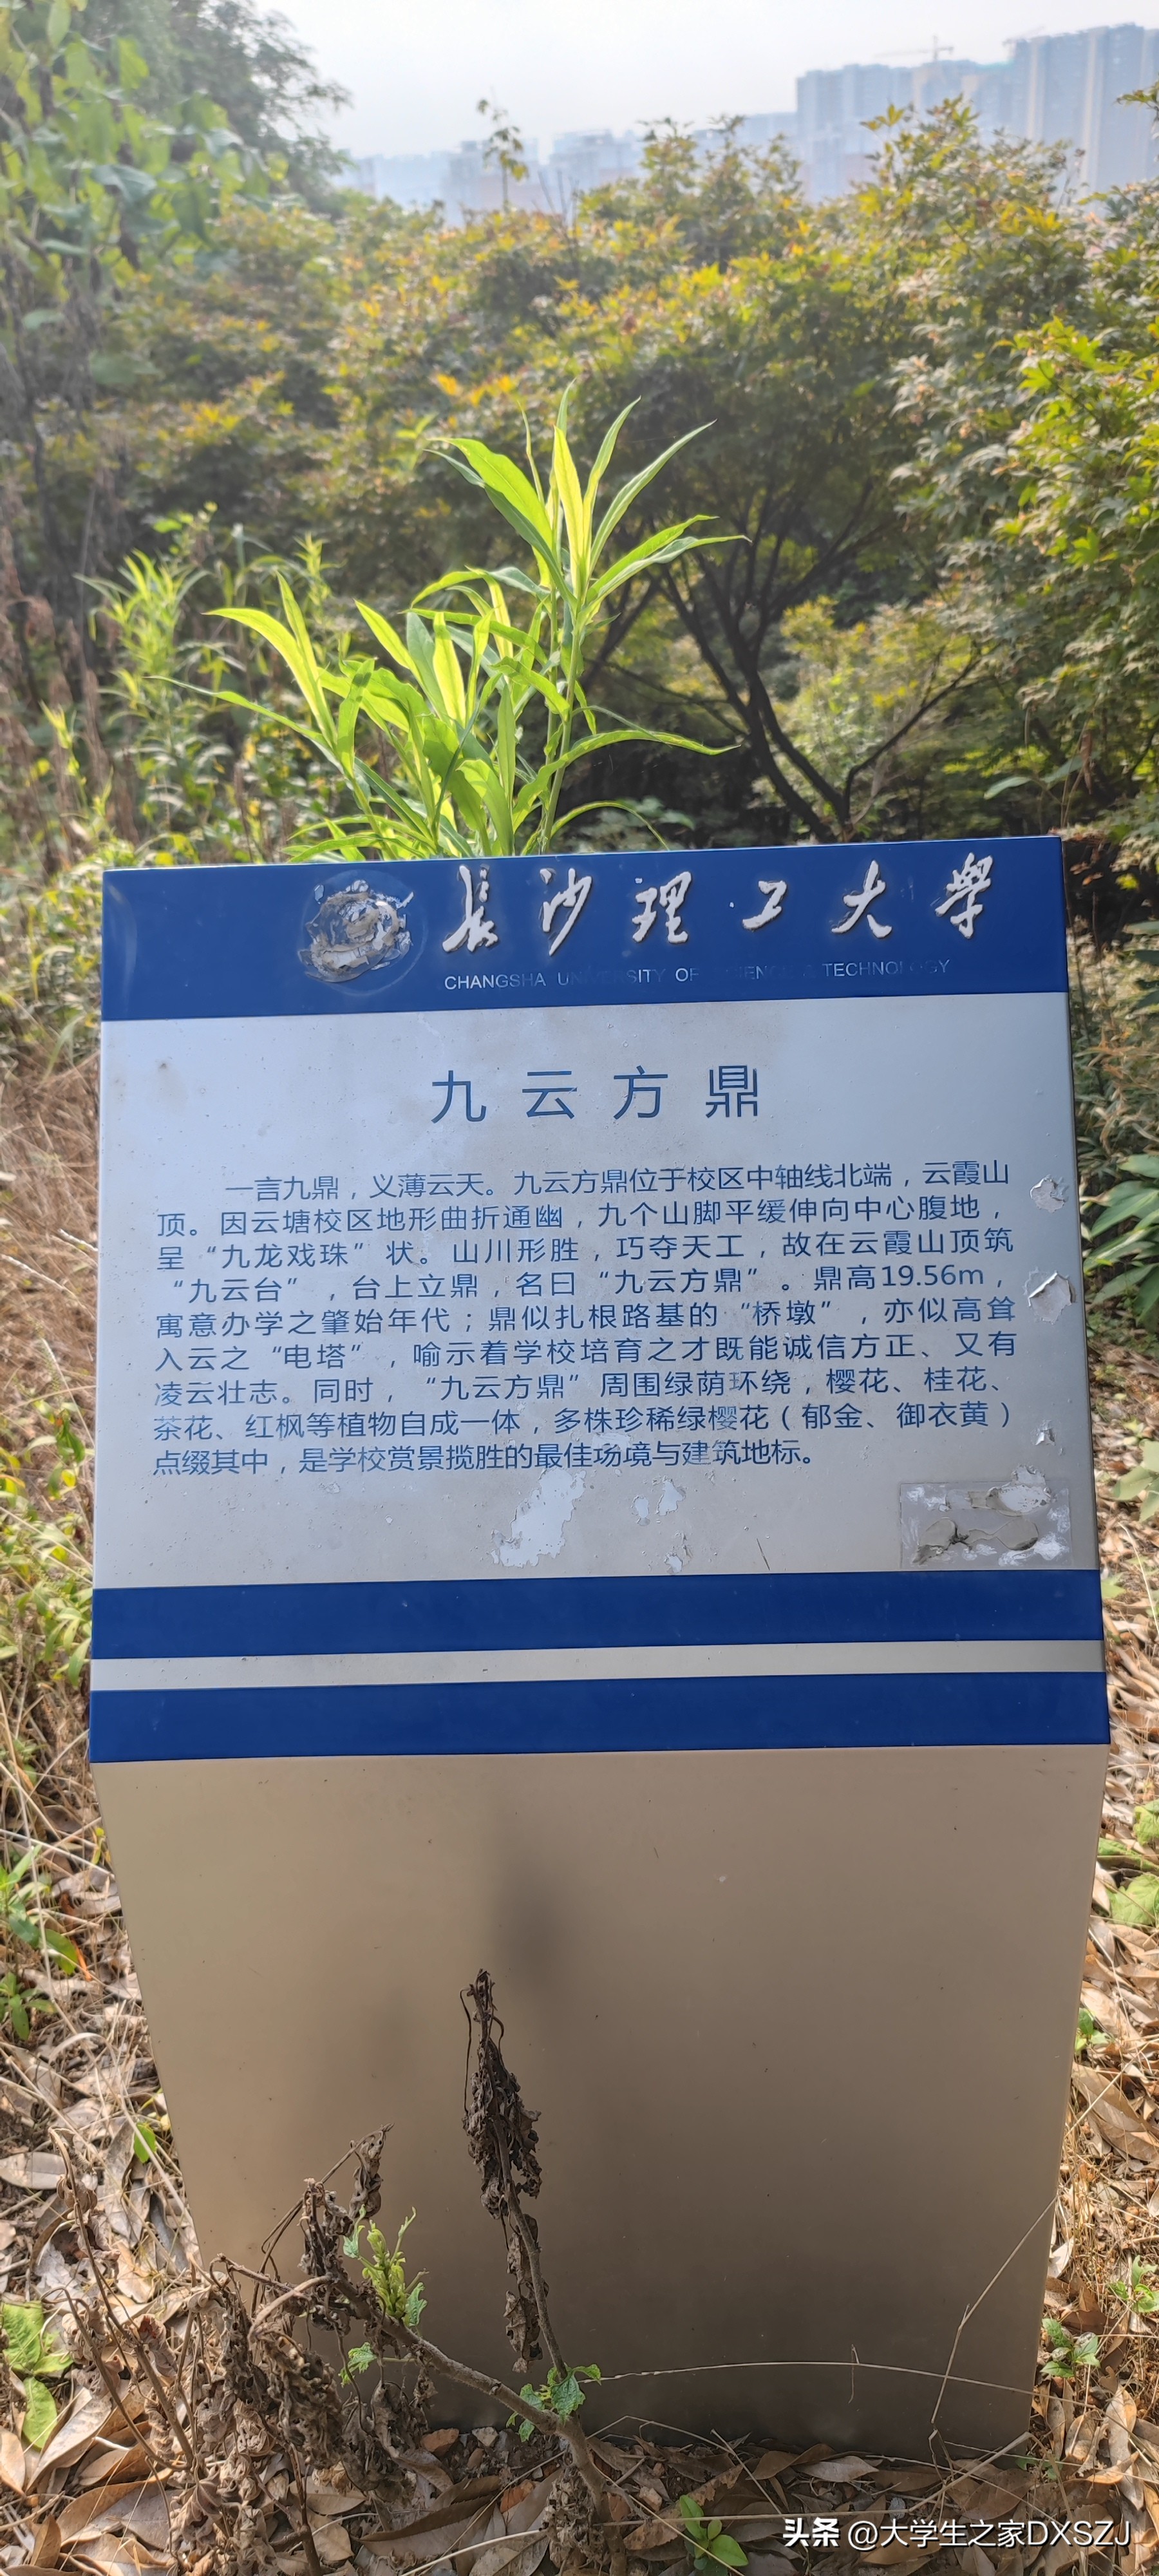 長沙理工大學
CHANGSHA UNIVERSITY OF SCIENCE & TECHNOLOGY
九云方鼎
一言九鼎，义薄云天。九云方鼎位于校区中轴线北端，云霞山
顶。因云塘校区地形曲折通幽，九个山脚平缓伸向中心腹地，
呈“九龙戏珠”状。山川形胜，巧夺天工，故在云霞山顶筑
“九云台”，台上立鼎，名曰“九云方鼎”。鼎高19.56m，
寓意办学之肇始年代；鼎似扎根路基的“桥墩”，亦似高耸
入云之“电塔”，喻示着学校培育之才既能诚信方正、又有
凌云壮志。同时，“九云方鼎”周围绿荫环绕，樱花、桂花、
茶花、红枫等植物自成一体，多株珍稀绿樱花（郁金、御衣黄）
点缀其中，是学校赏景揽胜的最佳场境与建筑地标。
头条 @大学生之家DXSZJ